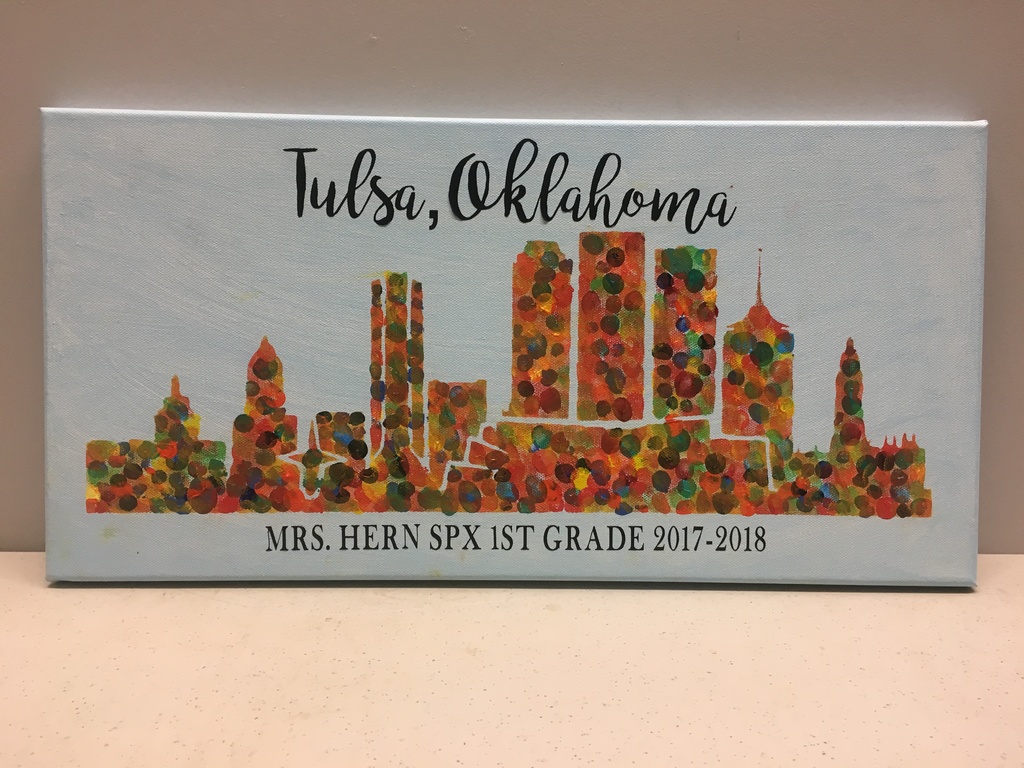 Tulsa, Oklahoma
MRS. HERN SPX 1ST GRADE 2017-2018